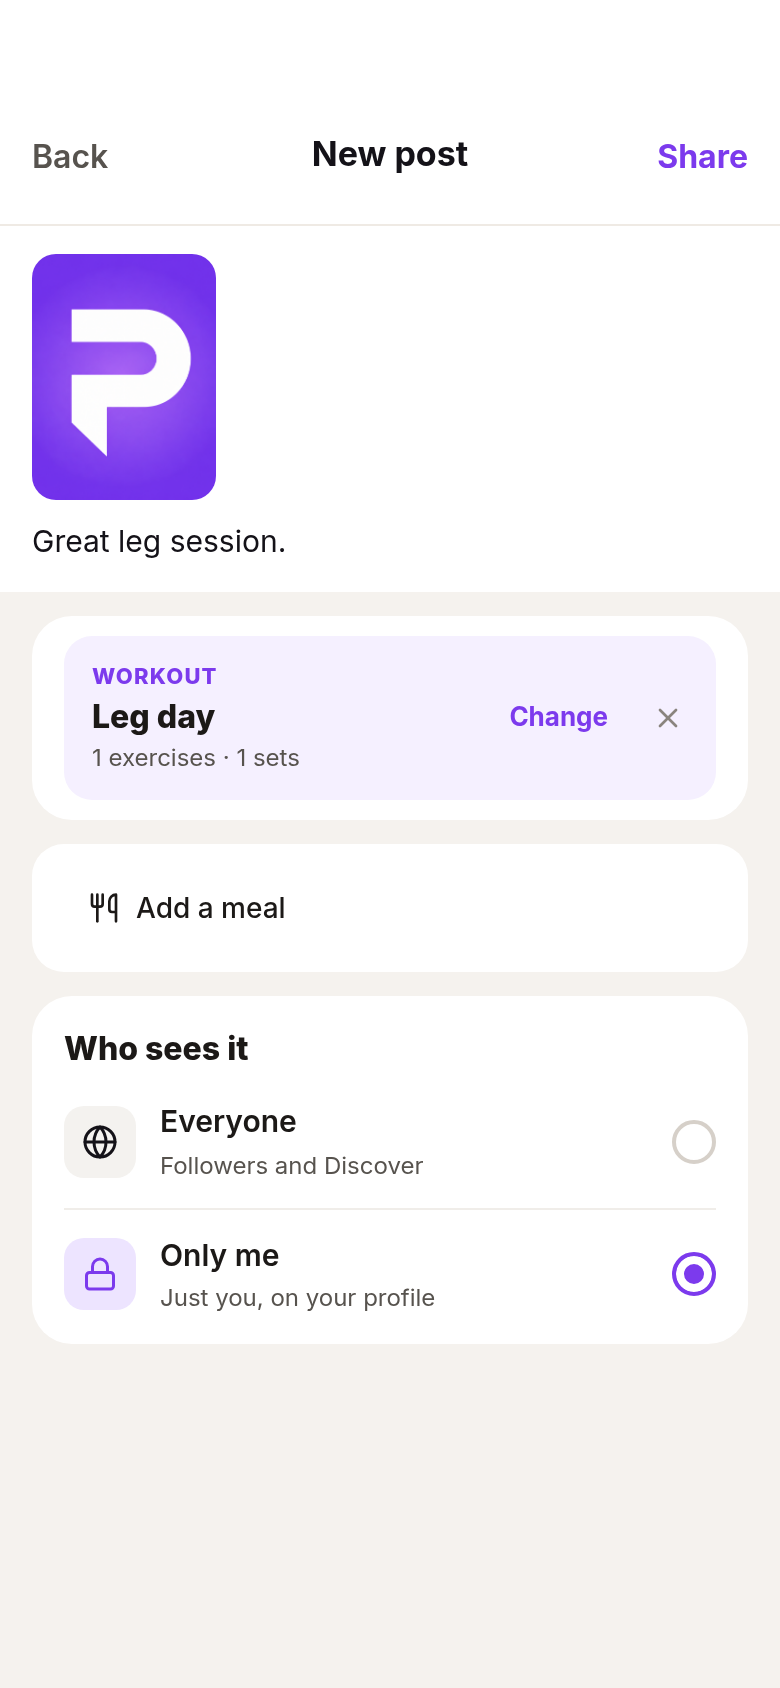 Back
New post
Share
P
Great leg session.
WORKOUT
Leg day
1 exercises · 1 sets
Change
Add a meal
Who sees it
Everyone
Followers and Discover
Only me
Just you, on your profile